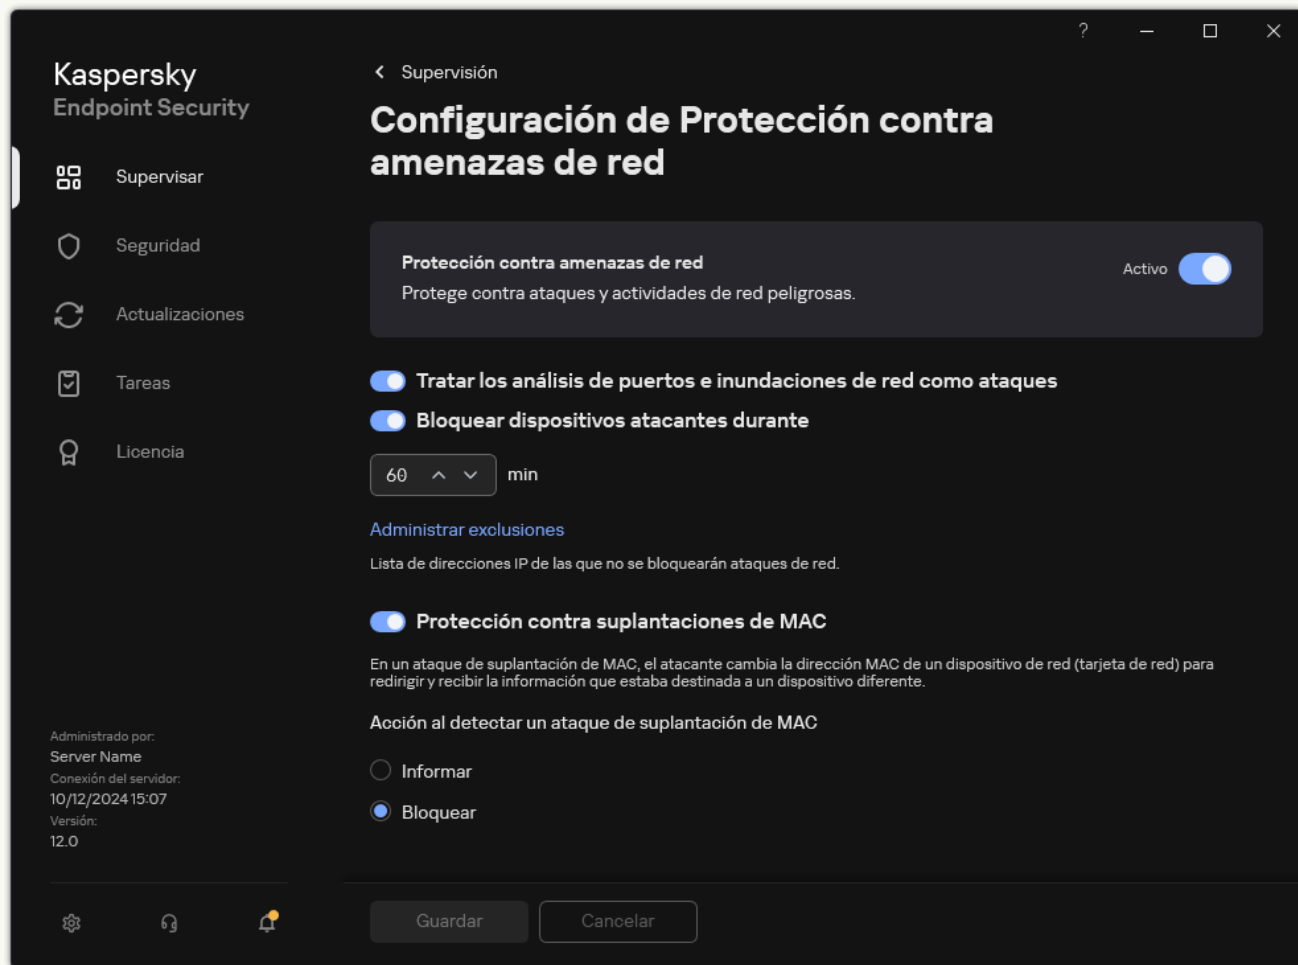 ?
Kaspersky
Endpoint Security
Supervisar
Seguridad
Actualizaciones
Tareas
Licencia
Administrado por:
Server Name
Conexión del servidor:
10/12/2024 15:07
Versión:
12.0
Supervisión
Configuración de Protección contra
amenazas de red
Protección contra amenazas de red
Protege contra ataques y actividades de red peligrosas.
Activo
Tratar los análisis de puertos e inundaciones de red como ataques
Bloquear dispositivos atacantes durante
60 min
Administrar exclusiones
Lista de direcciones IP de las que no se bloquearán ataques de red.
Protección contra suplantaciones de MAC
En un ataque de suplantación de MAC, el atacante cambia la dirección MAC de un dispositivo de red (tarjeta de red) para
redirigir y recibir la información que estaba destinada a un dispositivo diferente.
Acción al detectar un ataque de suplantación de MAC
Informar
Bloquear
Guardar
Cancelar